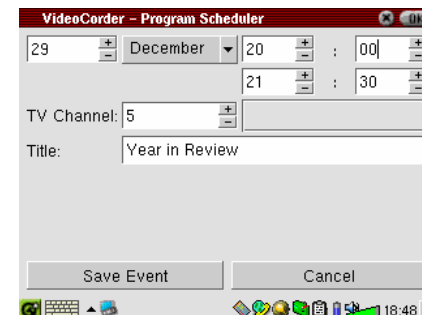 VideoCorder – Program Scheduler
29 December 20 : 00
21 : 30
TV Channel: 5
Title: Year in Review
Save Event Cancel
18:48